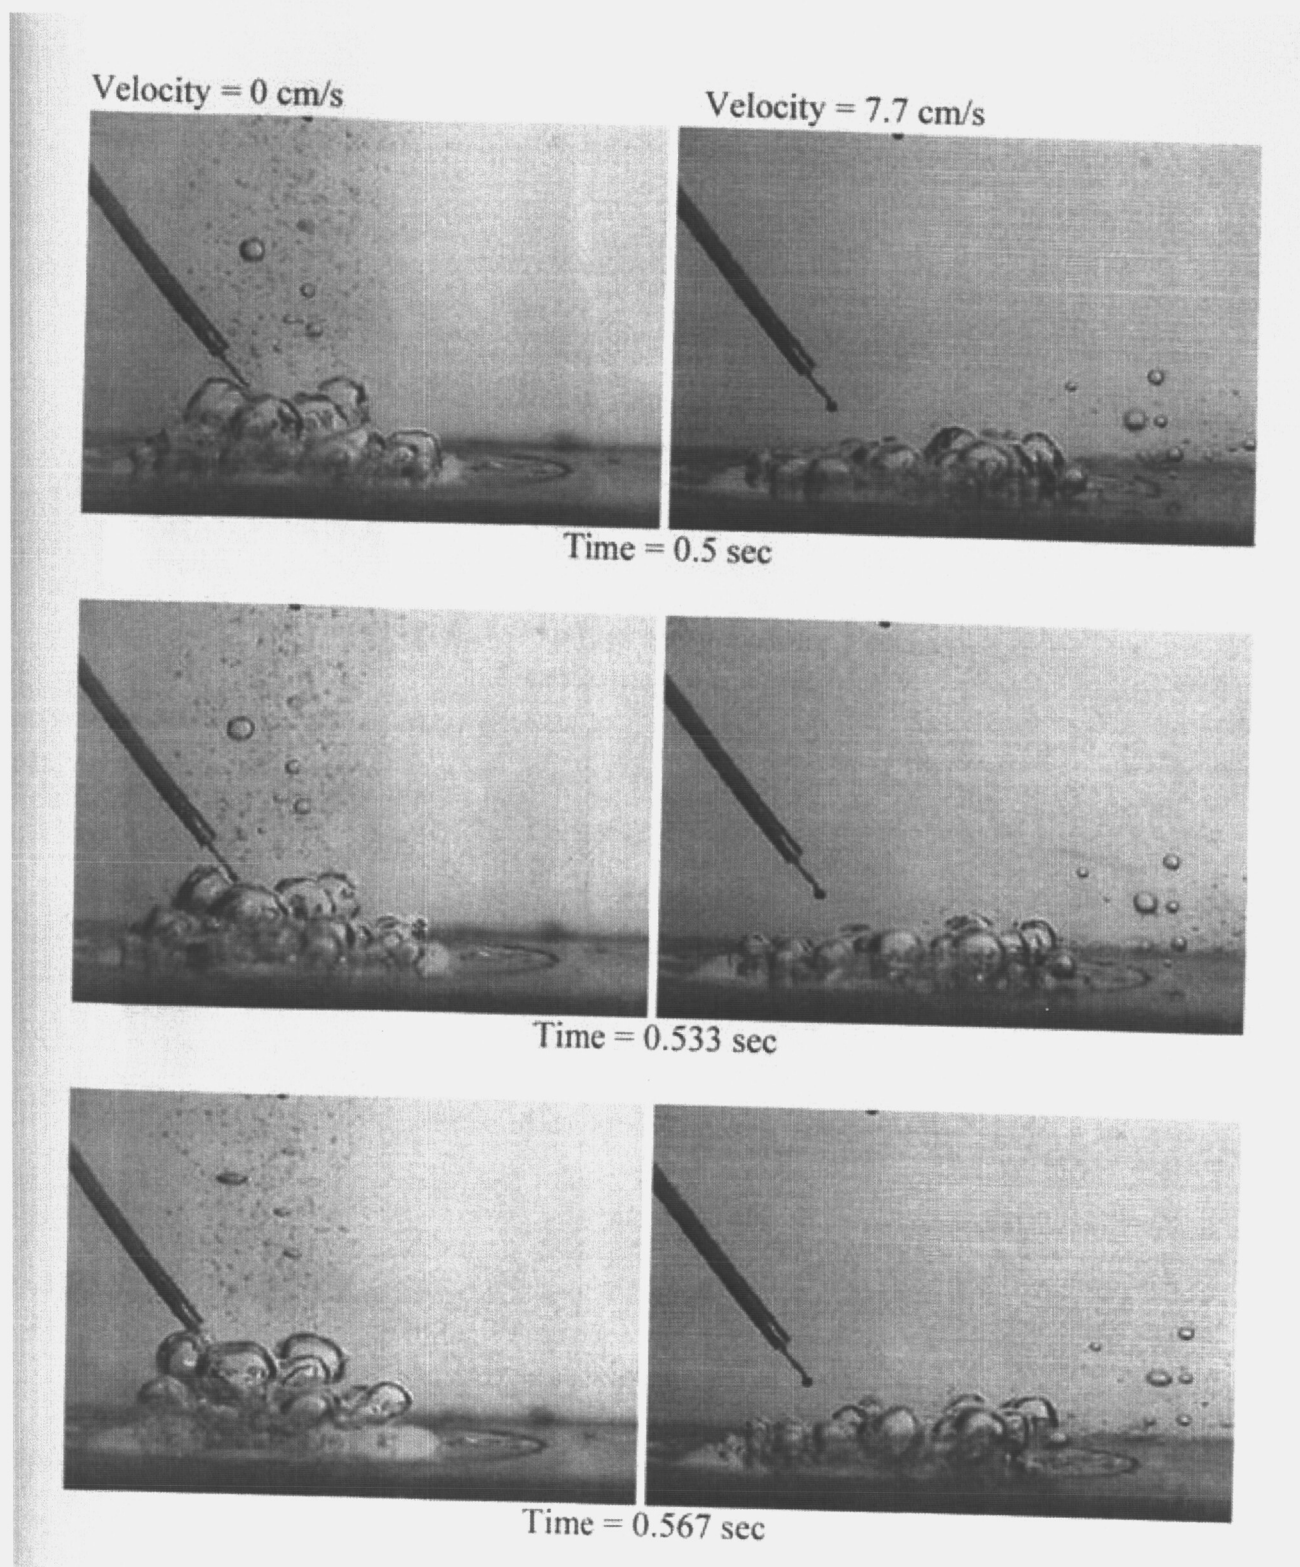 Velocity = 0 cm/s
Velocity = 7.7 cm/s
Time = 0.5 sec
Time = 0.533 sec
Time = 0.567 sec